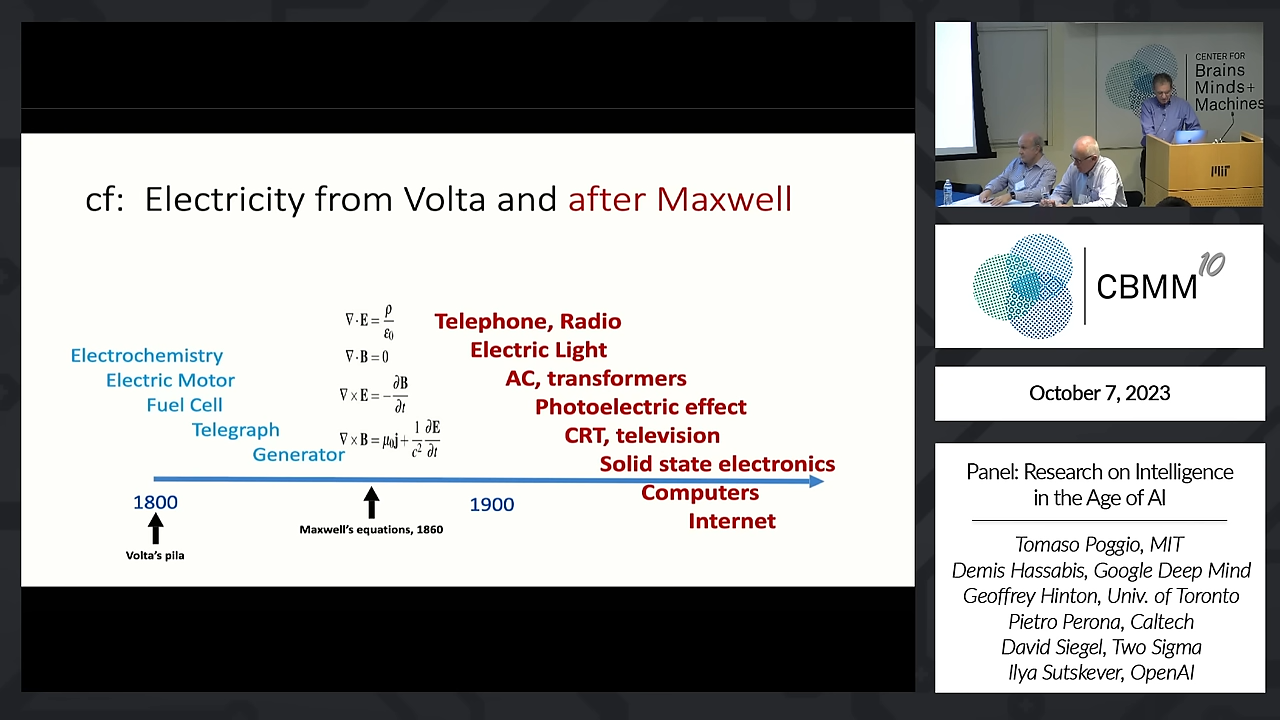 cf: Electricity from Volta and after Maxwell
∇·E = ρ/ε₀
∇·B = 0
∇×E = −∂B/∂t
∇×B = μ₀j + 1/c² ∂E/∂t
Electrochemistry
Electric Motor
Fuel Cell
Telegraph
Generator
Telephone, Radio
Electric Light
AC, transformers
Photoelectric effect
CRT, television
Solid state electronics
Computers
Internet
1800
1900
Volta's pila
Maxwell's equations, 1860
CENTER FOR
Brains
Minds+
Machines
MIT
CBMM10
October 7, 2023
Panel: Research on Intelligence
in the Age of AI
Tomaso Poggio, MIT
Demis Hassabis, Google Deep Mind
Geoffrey Hinton, Univ. of Toronto
Pietro Perona, Caltech
David Siegel, Two Sigma
Ilya Sutskever, OpenAI